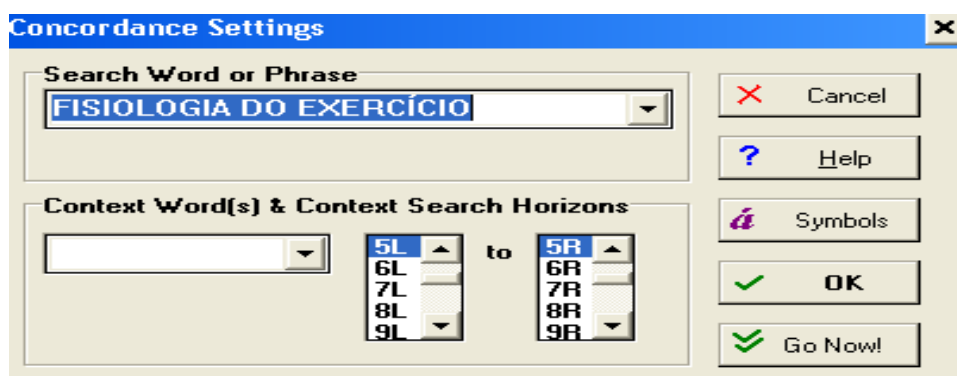 Concordance Settings
Search Word or Phrase
FISIOLOGIA DO EXERCÍCIO
Cancel
? Help
Context Word(s) & Context Search Horizons
5L to 5R
6L 6R
7L 7R
8L 8R
9L 9R
á Symbols
OK
Go Now!